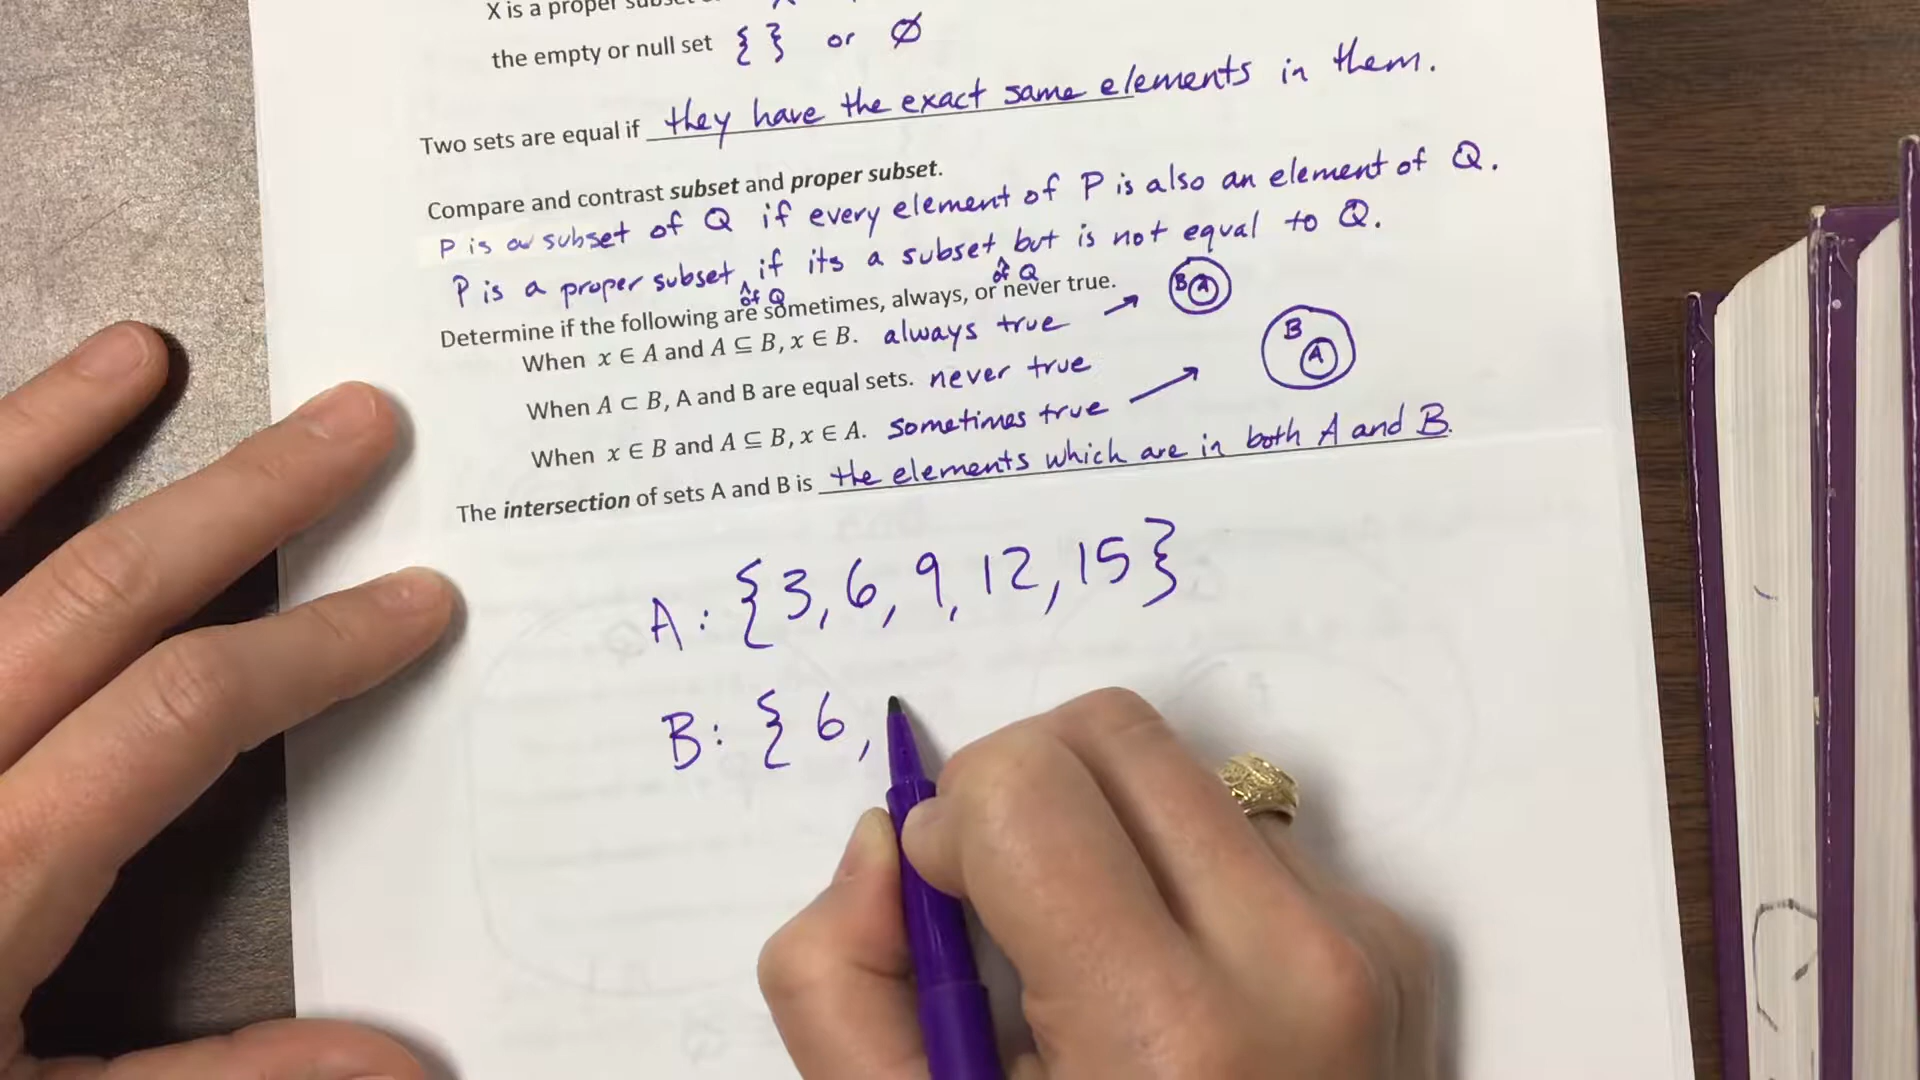 X is a proper subset
the empty or null set { } or Ø
Two sets are equal if they have the exact same elements in them.
Compare and contrast subset and proper subset.
P is a subset of Q if every element of P is also an element of Q.
P is a proper subset ^ of Q if its a subset ^ of Q but is not equal to Q.
Determine if the following are sometimes, always, or never true.
When x ∈ A and A ⊆ B, x ∈ B. always true → B A
When A ⊂ B, A and B are equal sets. never true
When x ∈ B and A ⊆ B, x ∈ A. Sometimes true → B A
The intersection of sets A and B is the elements which are in both A and B.
A: {3, 6, 9, 12, 15}
B: { 6,